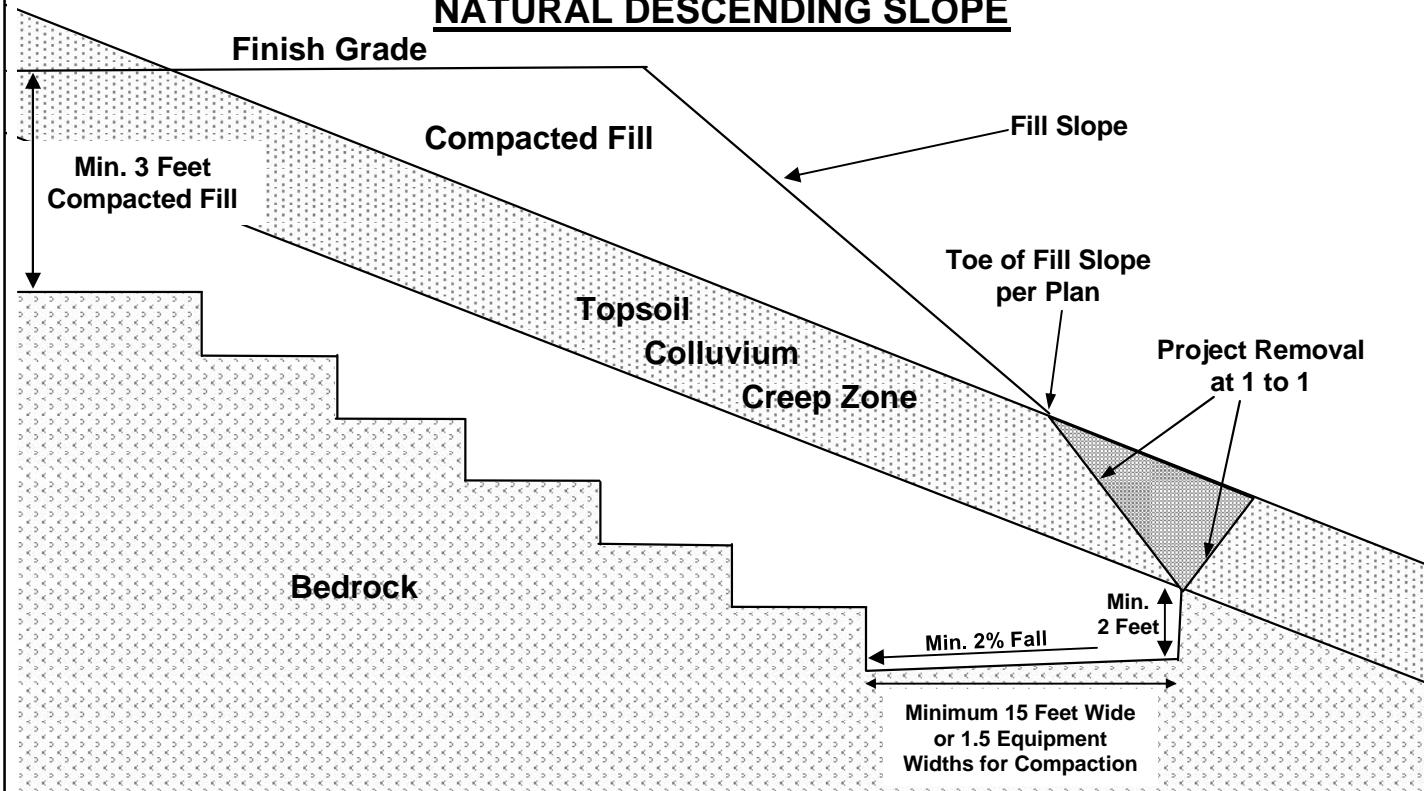 NATURAL DESCENDING SLOPE
Finish Grade
Compacted Fill
Fill Slope
Min. 3 Feet
Compacted Fill
Toe of Fill Slope
per Plan
Topsoil
Colluvium
Creep Zone
Project Removal
at 1 to 1
Bedrock
Min.
2 Feet
Min. 2% Fall
Minimum 15 Feet Wide
or 1.5 Equipment
Widths for Compaction